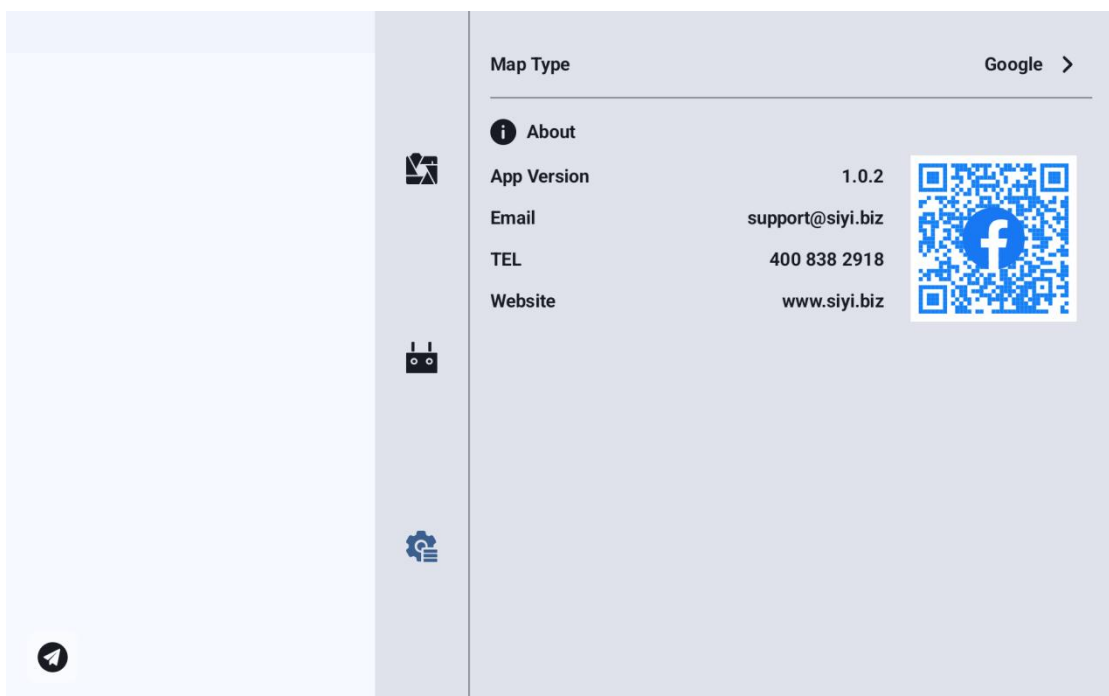 Map Type Google
About
App Version 1.0.2
Email support@siyi.biz
TEL 400 838 2918
Website www.siyi.biz